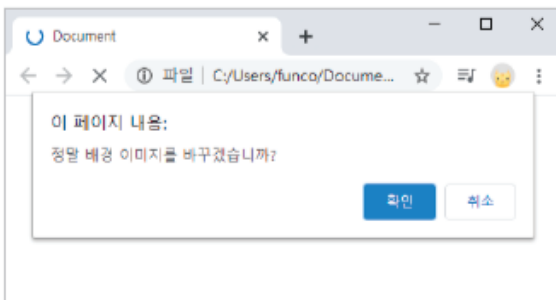 Document
파일 C:/Users/funco/Docume...
이 페이지 내용:
정말 배경 이미지를 바꾸겠습니까?
확인 취소